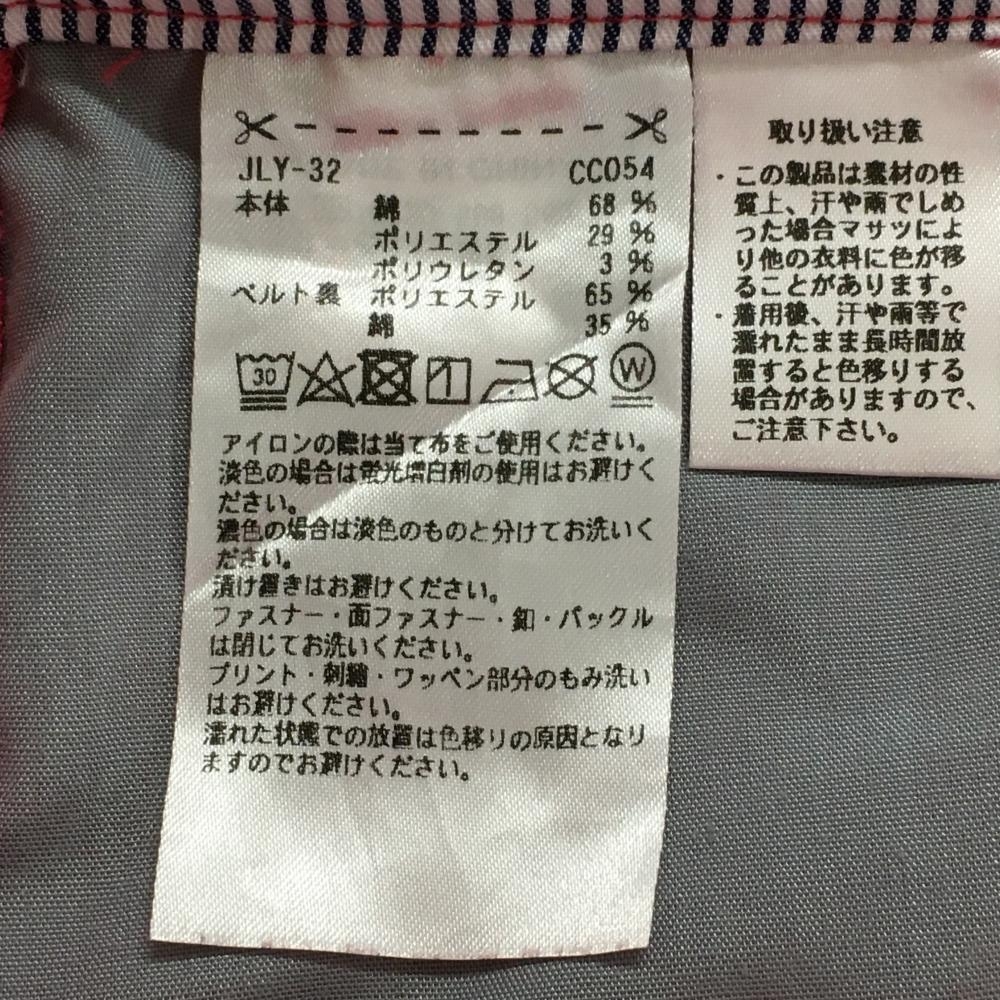 JLY-32 CC054
本体 綿 68 %
ポリエステル 29 %
ポリウレタン 3 %
ベルト裏 ポリエステル 65 %
綿 35 %
30 W
アイロンの際は当て布をご使用ください。
淡色の場合は蛍光増白剤の使用はお避けく
ださい。
濃色の場合は淡色のものと分けてお洗いく
ださい。
漬け置きはお避けください。
ファスナー・面ファスナー・釦・バックル
は閉じてお洗いください。
プリント・刺繍・ワッペン部分のもみ洗い
はお避けください。
濡れた状態での放置は色移りの原因となり
ますのでお避けください。
取り扱い注意
・この製品は素材の性
質上、汗や雨でしめ
った場合マサツによ
り他の衣料に色が移
ることがあります。
・着用後、汗や雨等で
濡れたまま長時間放
置すると色移りする
場合がありますので、
ご注意下さい。